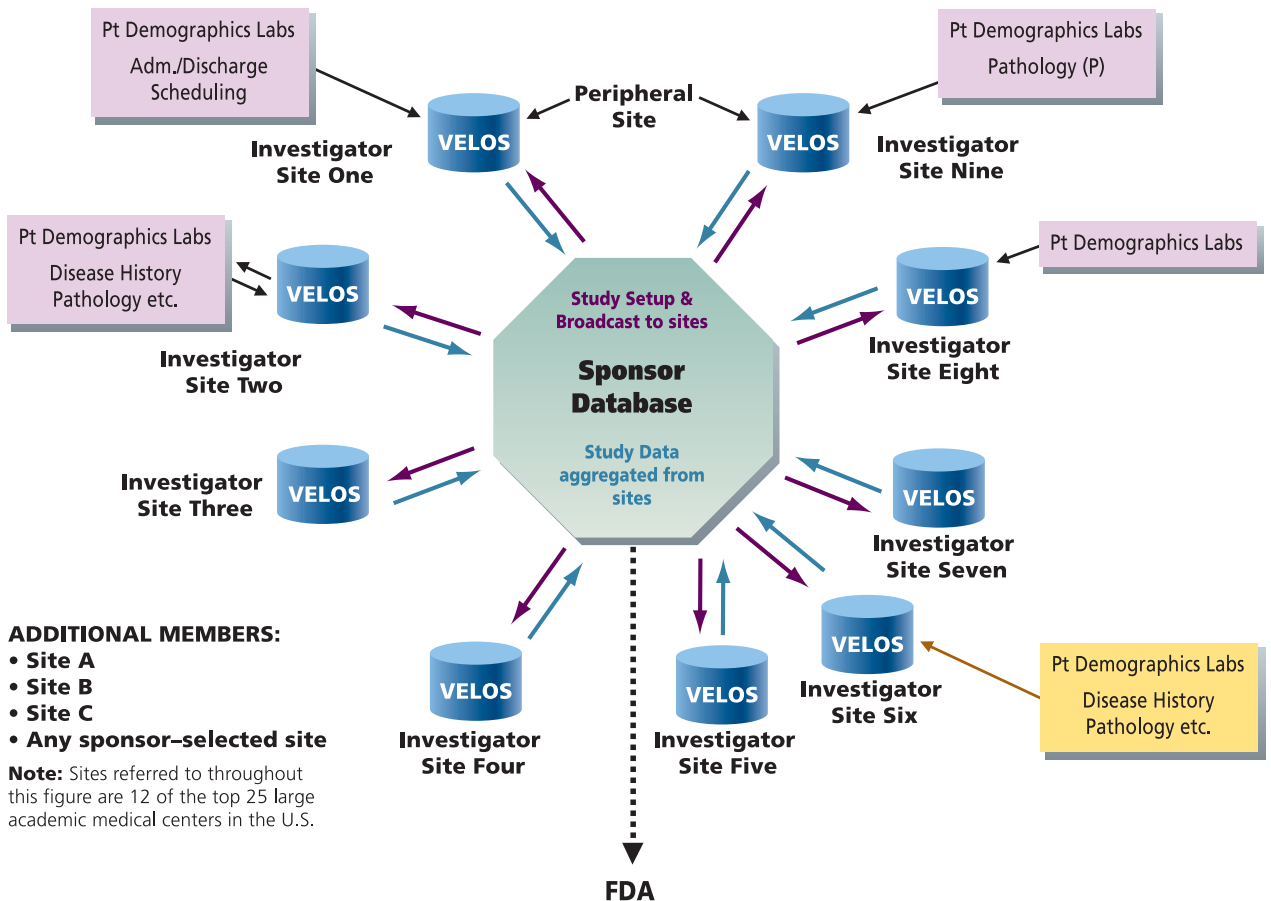 Pt Demographics Labs
Adm./Discharge
Scheduling
VELOS
Investigator
Site One
Peripheral
Site
VELOS
Investigator
Site Nine
Pt Demographics Labs
Pathology (P)
Pt Demographics Labs
Disease History
Pathology etc.
VELOS
Investigator
Site Two
VELOS
Investigator
Site Eight
Pt Demographics Labs
Study Setup &
Broadcast to sites
Sponsor
Database
Study Data
aggregated from
sites
Investigator
Site Three
VELOS
VELOS
Investigator
Site Seven
VELOS
Investigator
Site Four
VELOS
Investigator
Site Five
VELOS
Investigator
Site Six
Pt Demographics Labs
Disease History
Pathology etc.
ADDITIONAL MEMBERS:
• Site A
• Site B
• Site C
• Any sponsor–selected site
Note: Sites referred to throughout
this figure are 12 of the top 25 large
academic medical centers in the U.S.
FDA